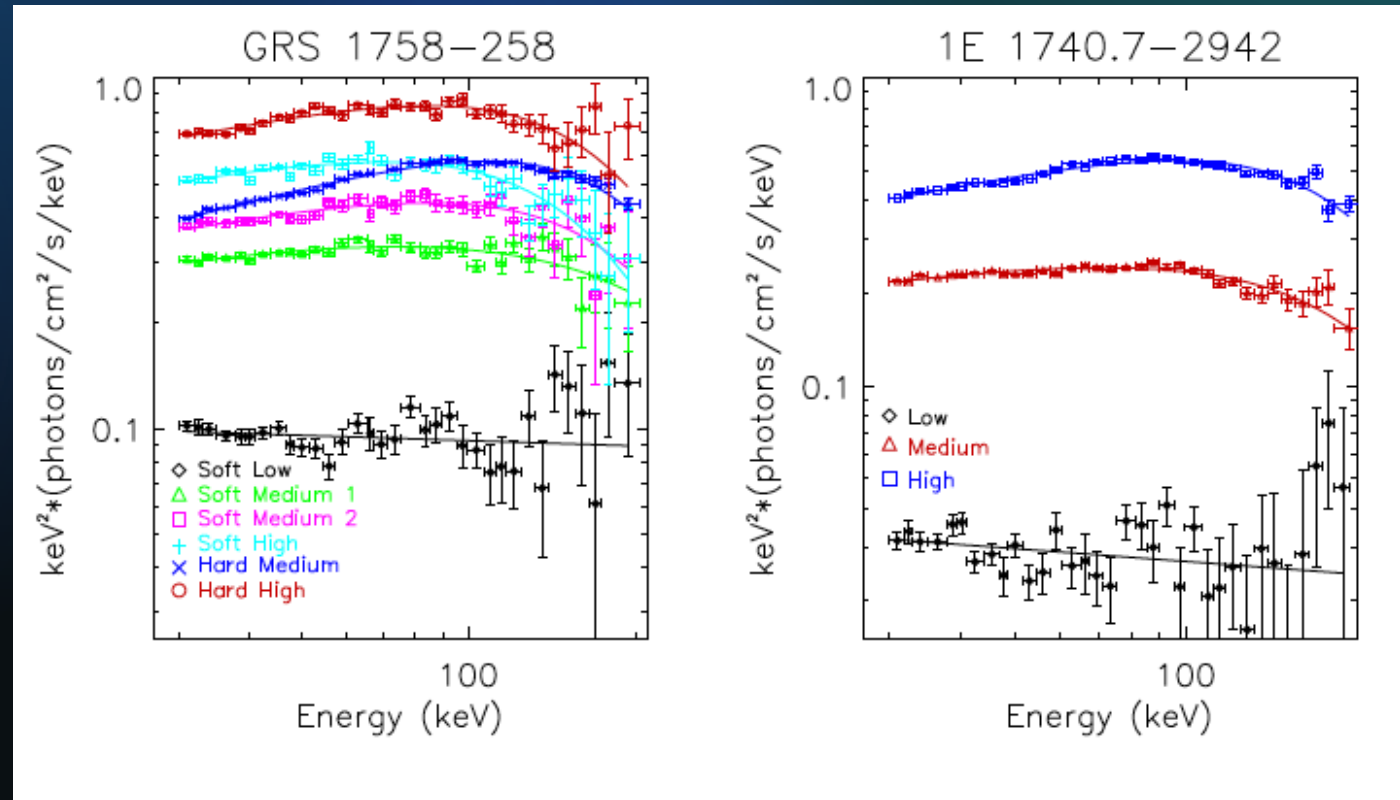 GRS 1758−258
1.0
0.1
keV²*(photons/cm²/s/keV)
Soft Low
Soft Medium 1
Soft Medium 2
Soft High
Hard Medium
Hard High
100
Energy (keV)
1E 1740.7−2942
1.0
0.1
keV²*(photons/cm²/s/keV)
Low
Medium
High
100
Energy (keV)